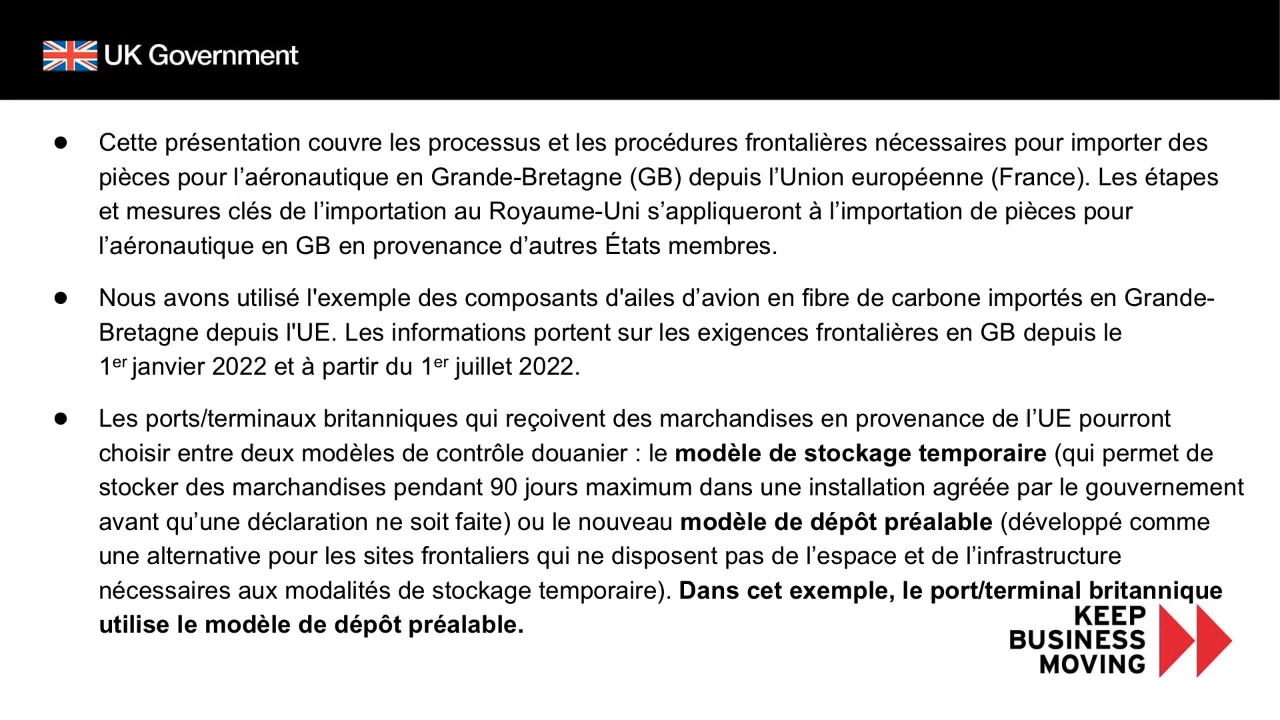 UK Government
● Cette présentation couvre les processus et les procédures frontalières nécessaires pour importer des
pièces pour l’aéronautique en Grande-Bretagne (GB) depuis l’Union européenne (France). Les étapes
et mesures clés de l’importation au Royaume-Uni s’appliqueront à l’importation de pièces pour
l’aéronautique en GB en provenance d’autres États membres.
● Nous avons utilisé l'exemple des composants d'ailes d’avion en fibre de carbone importés en Grande-
Bretagne depuis l'UE. Les informations portent sur les exigences frontalières en GB depuis le
1er janvier 2022 et à partir du 1er juillet 2022.
● Les ports/terminaux britanniques qui reçoivent des marchandises en provenance de l’UE pourront
choisir entre deux modèles de contrôle douanier : le modèle de stockage temporaire (qui permet de
stocker des marchandises pendant 90 jours maximum dans une installation agréée par le gouvernement
avant qu’une déclaration ne soit faite) ou le nouveau modèle de dépôt préalable (développé comme
une alternative pour les sites frontaliers qui ne disposent pas de l’espace et de l’infrastructure
nécessaires aux modalités de stockage temporaire). Dans cet exemple, le port/terminal britannique
utilise le modèle de dépôt préalable.
KEEP
BUSINESS
MOVING